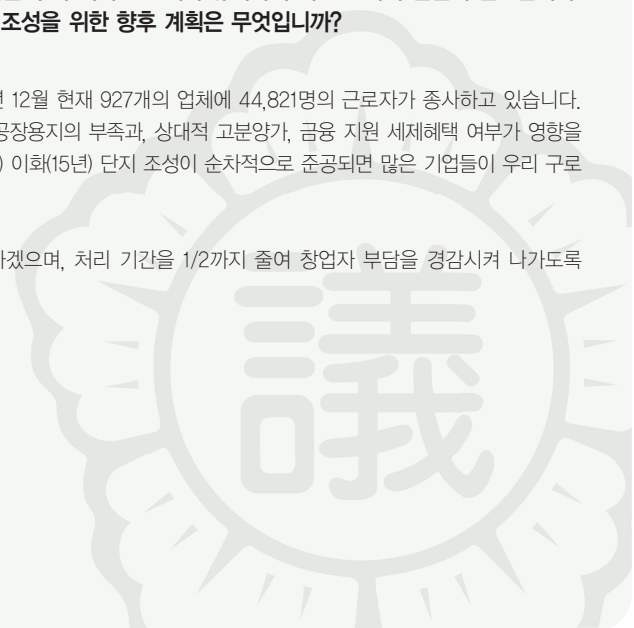 조성을 위한 향후 계획은 무엇입니까?
12월 현재 927개의 업체에 44,821명의 근로자가 종사하고 있습니다.
공장용지의 부족과, 상대적 고분양가, 금융 지원 세제혜택 여부가 영향을
) 이화(15년) 단지 조성이 순차적으로 준공되면 많은 기업들이 우리 구로
하겠으며, 처리 기간을 1/2까지 줄여 창업자 부담을 경감시켜 나가도록
議